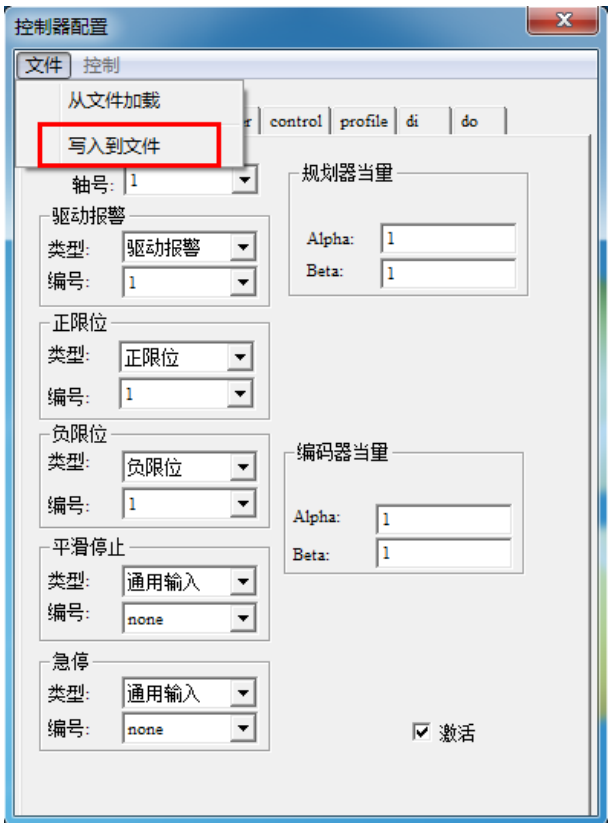 控制器配置
文件 控制
从文件加载
写入到文件
r control profile di do
轴号: 1
规划器当量
Alpha: 1
Beta: 1
驱动报警
类型: 驱动报警
编号: 1
正限位
类型: 正限位
编号: 1
负限位
类型: 负限位
编号: 1
编码器当量
Alpha: 1
Beta: 1
平滑停止
类型: 通用输入
编号: none
急停
类型: 通用输入
编号: none
激活